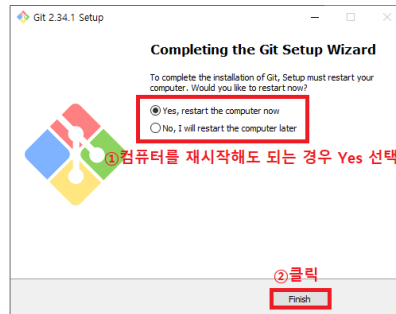 Git 2.34.1 Setup
Completing the Git Setup Wizard
To complete the installation of Git, Setup must restart your
computer. Would you like to restart now?
Yes, restart the computer now
No, I will restart the computer later
①컴퓨터를 재시작해도 되는 경우 Yes 선택
②클릭
Finish